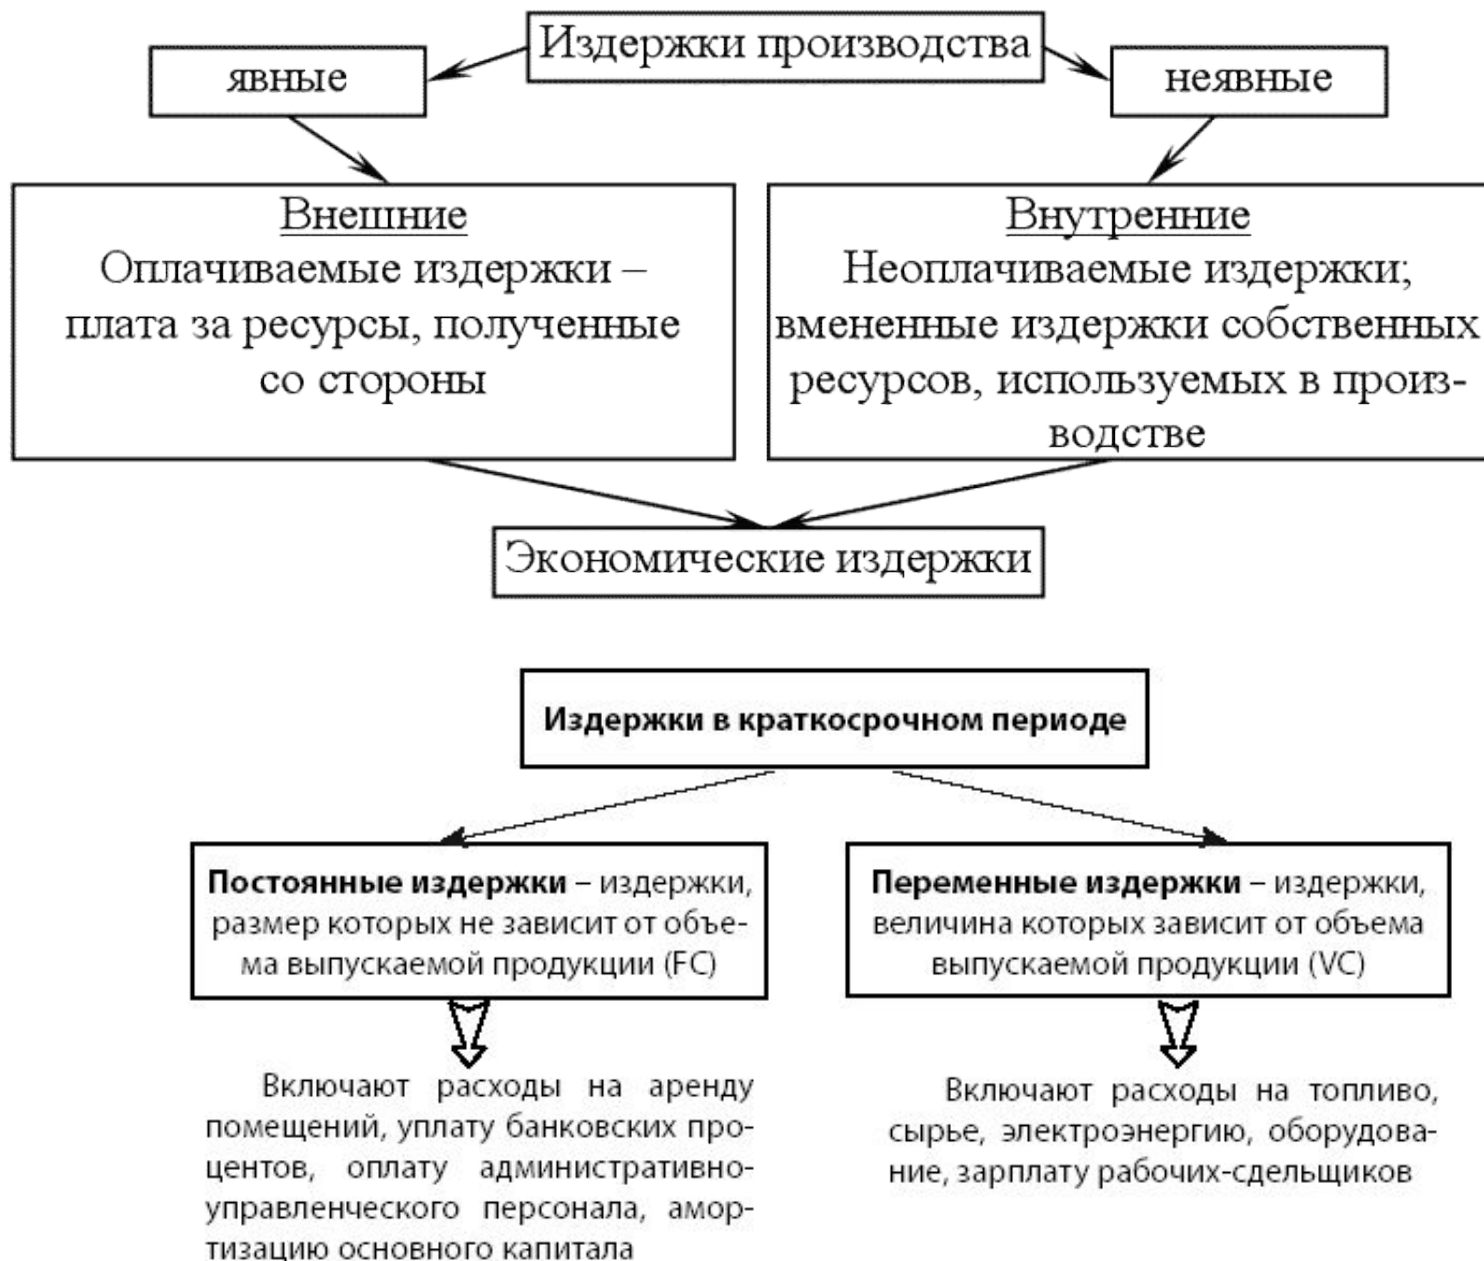 Издержки производства
явные
неявные
Внешние
Оплачиваемые издержки –
плата за ресурсы, полученные
со стороны
Внутренние
Неоплачиваемые издержки;
вмененные издержки собственных
ресурсов, используемых в произ-
водстве
Экономические издержки
Издержки в краткосрочном периоде
Постоянные издержки – издержки,
размер которых не зависит от объе-
ма выпускаемой продукции (FC)
Переменные издержки – издержки,
величина которых зависит от объема
выпускаемой продукции (VC)
Включают расходы на аренду
помещений, уплату банковских про-
центов, оплату административно-
управленческого персонала, амор-
тизацию основного капитала
Включают расходы на топливо,
сырье, электроэнергию, оборудова-
ние, зарплату рабочих-сдельщиков